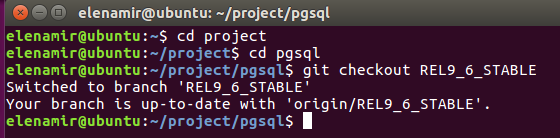 elenamir@ubuntu: ~/project/pgsql
elenamir@ubuntu:~$ cd project
elenamir@ubuntu:~/project$ cd pgsql
elenamir@ubuntu:~/project/pgsql$ git checkout REL9_6_STABLE
Switched to branch 'REL9_6_STABLE'
Your branch is up-to-date with 'origin/REL9_6_STABLE'.
elenamir@ubuntu:~/project/pgsql$